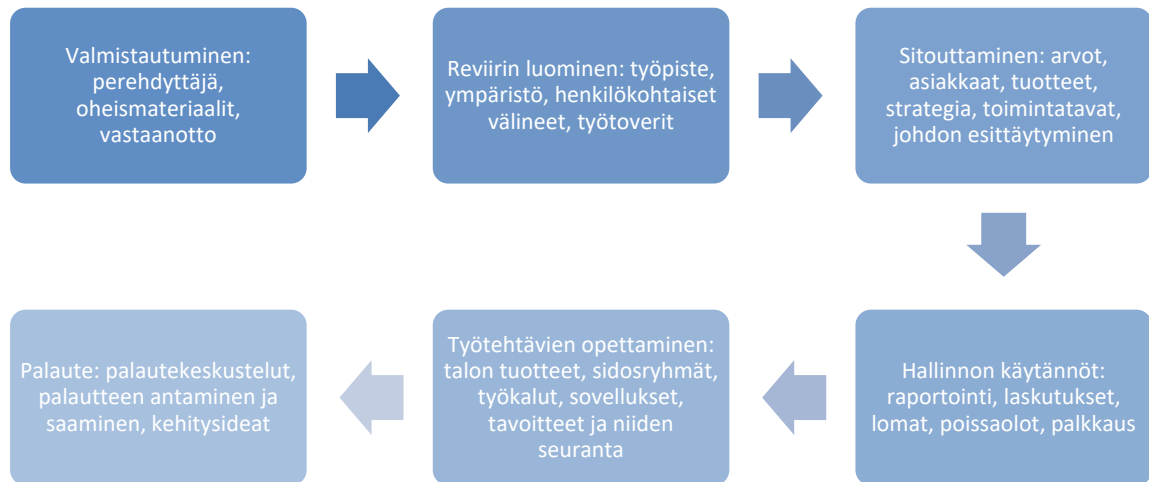 Valmistautuminen:
perehdyttäjä,
oheismateriaalit,
vastaanotto
Reviirin luominen: työpiste,
ympäristö, henkilökohtaiset
välineet, työtoverit
Sitouttaminen: arvot,
asiakkaat, tuotteet,
strategia, toimintatavat,
johdon esittäytyminen
Hallinnon käytännöt:
raportointi, laskutukset,
lomat, poissaolot, palkkaus
Työtehtävien opettaminen:
talon tuotteet, sidosryhmät,
työkalut, sovellukset,
tavoitteet ja niiden
seuranta
Palaute: palautekeskustelut,
palautteen antaminen ja
saaminen, kehitysideat